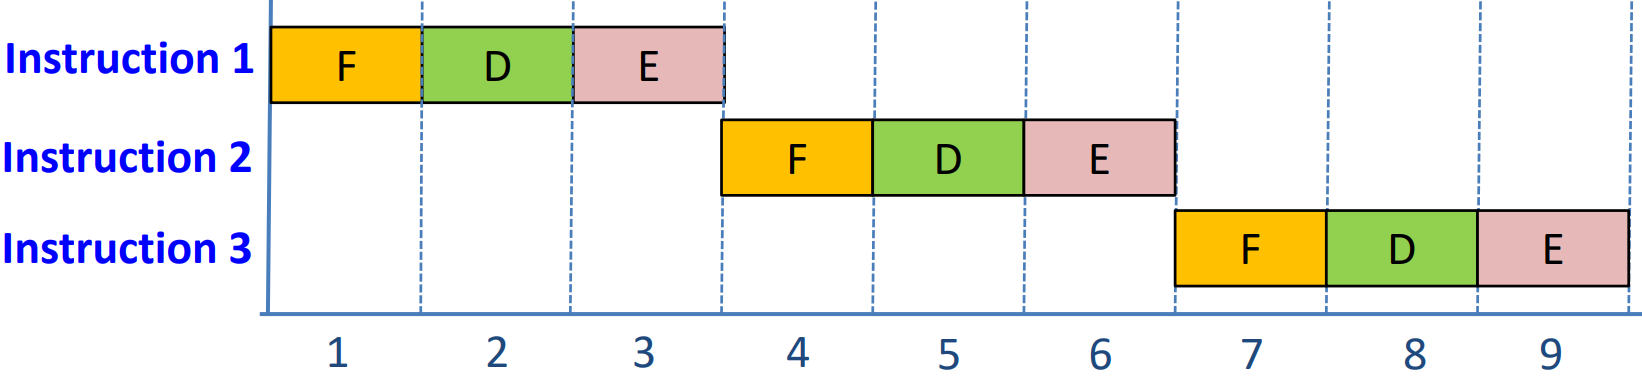 Instruction 1 F D E
Instruction 2 F D E
Instruction 3 F D E
1 2 3 4 5 6 7 8 9